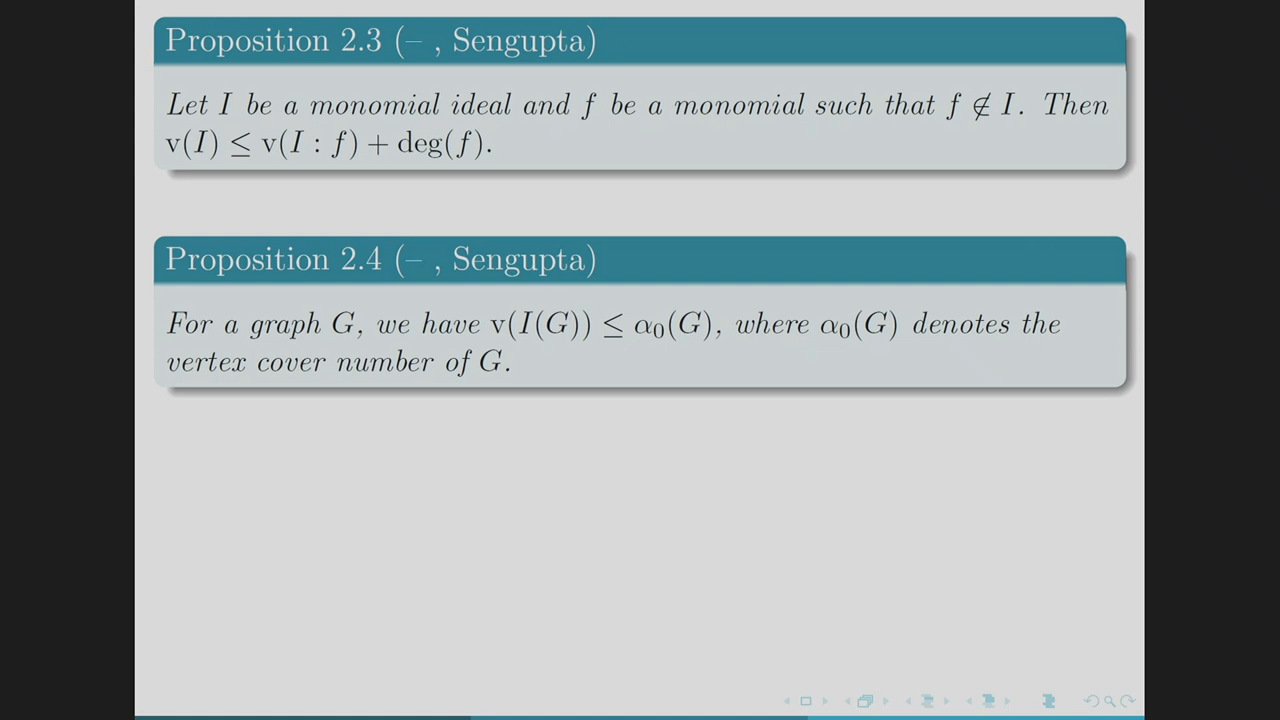 Proposition 2.3 (– , Sengupta)
Let I be a monomial ideal and f be a monomial such that f ∉ I. Then
v(I) ≤ v(I : f) + deg(f).
Proposition 2.4 (– , Sengupta)
For a graph G, we have v(I(G)) ≤ α₀(G), where α₀(G) denotes the
vertex cover number of G.